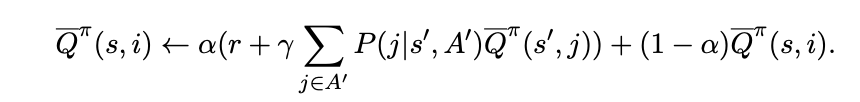 Q̅^π(s, i) ← α(r + γ ∑_{j∈A′} P(j|s′, A′)Q̅^π(s′, j)) + (1 − α)Q̅^π(s, i).